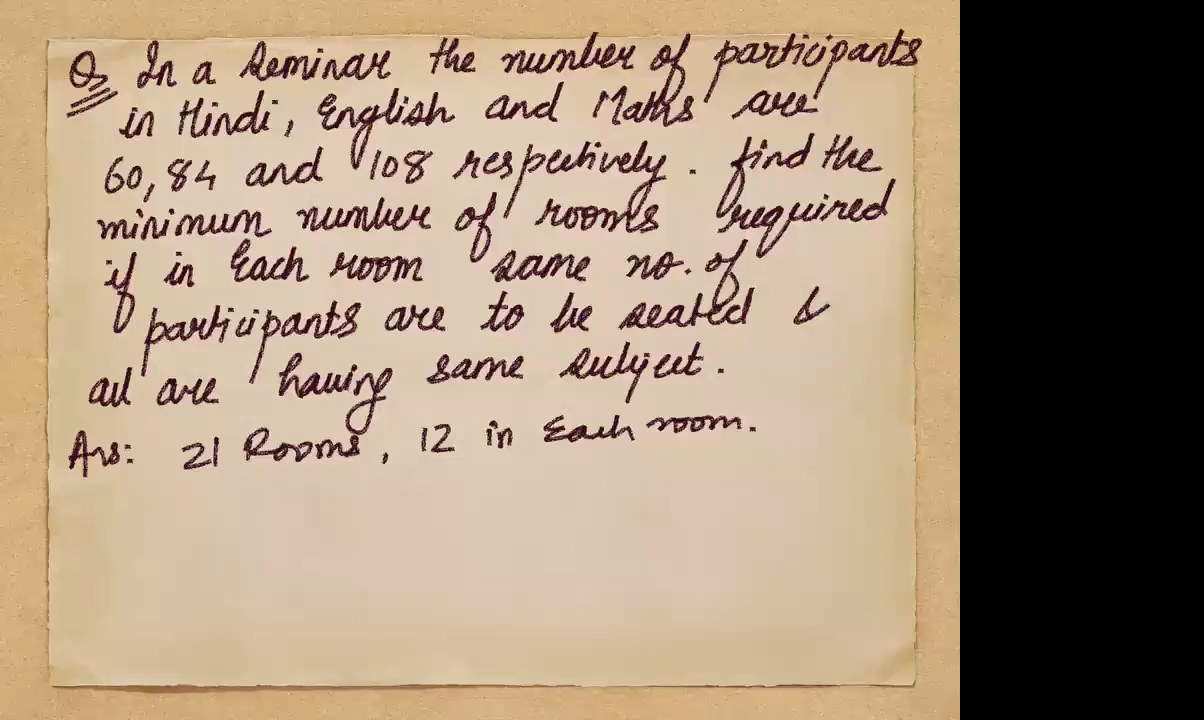 Q In a Seminar the number of participants
in Hindi, English and Maths are
60, 84 and 108 respectively. find the
minimum number of rooms required
if in Each room same no. of
participants are to be seated &
all are having same subject.
Ans: 21 Rooms, 12 in Each room.